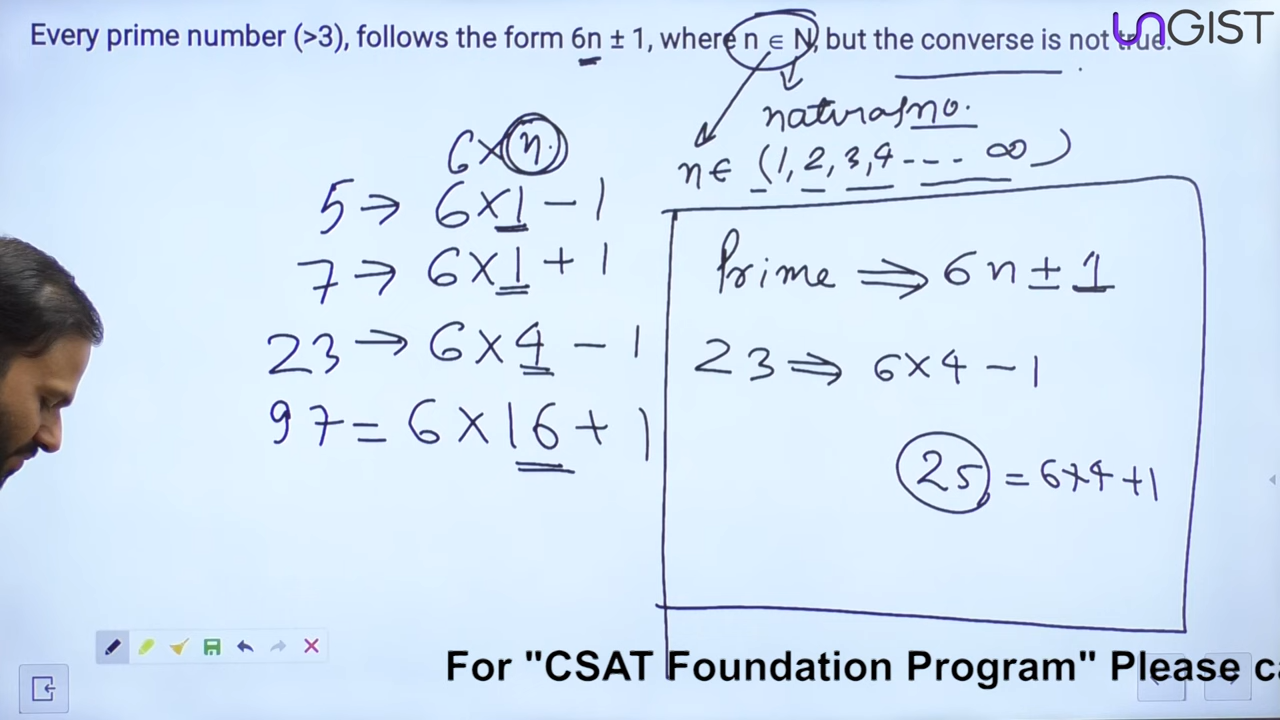 Every prime number (>3), follows the form 6n ± 1, where n ∈ N, but the converse is not true.
UNGIST
natural no.
n ∈ (1, 2, 3, 4 ---- ∞)
6×n.
5 → 6×1 − 1
7 → 6×1 + 1
23 → 6×4 − 1
97 = 6×16 + 1
Prime ⇒ 6n ± 1
23 ⇒ 6×4 − 1
25 = 6×4 + 1
For "CSAT Foundation Program" Please ca